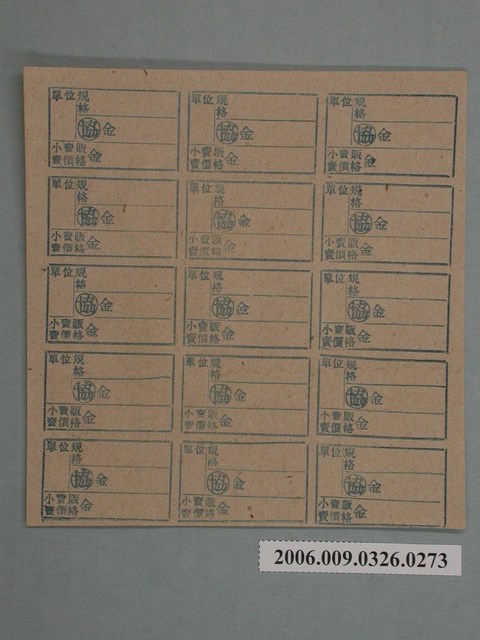 單位規
格
協金
小賣販
賣價格金
單位規
格
協金
小賣販
賣價格金
單位規
格
協金
小賣販
賣價格金
單位規
格
協金
小賣販
賣價格金
單位規
格
協金
小賣販
賣價格金
單位規
格
協金
小賣販
賣價格金
單位規
格
協金
小賣販
賣價格金
單位規
格
協金
小賣販
賣價格金
單位規
格
協金
小賣販
賣價格金
單位規
格
協金
小賣販
賣價格金
單位規
格
協金
小賣販
賣價格金
單位規
格
協金
小賣販
賣價格金
單位規
格
協金
小賣販
賣價格金
單位規
格
協金
小賣販
賣價格金
單位規
格
協金
小賣販
賣價格金
2006.009.0326.0273